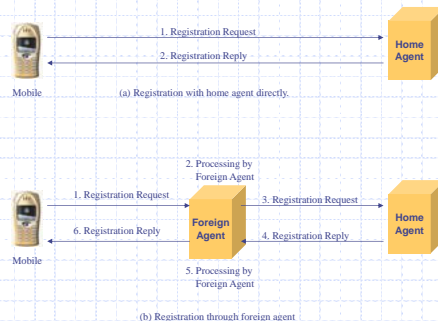 1. Registration Request
2. Registration Reply
Home
Agent
Mobile
(a) Registration with home agent directly.
2. Processing by
Foreign Agent
1. Registration Request
3. Registration Request
Foreign
Agent
Home
Agent
6. Registration Reply
4. Registration Reply
Mobile
5. Processing by
Foreign Agent
(b) Registration through foreign agent